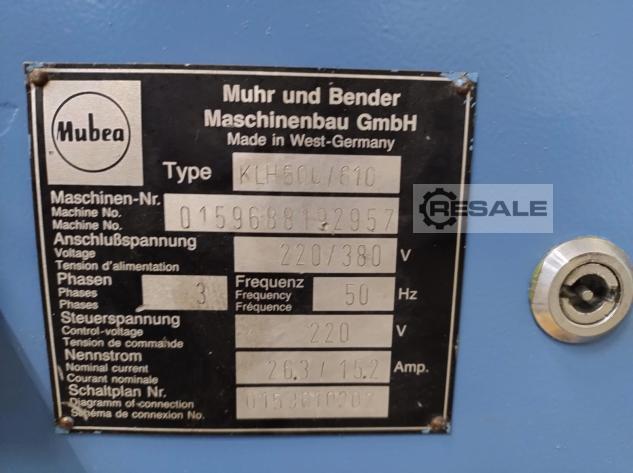 Mubea
Muhr und Bender
Maschinenbau GmbH
Made in West-Germany
Type KLH500/610
Maschinen-Nr.
Machine No.
Machine No.
0159688192957
RESALE
Anschlußspannung
Voltage
Tension d'alimentation
220/380 V
Phasen
Phases
Phases
3
Frequenz
Frequency
Fréquence
50 Hz
Steuerspannung
Control-voltage
Tension de commande
220 V
Nennstrom
Nominal current
Courant nominale
26.3/15.2 Amp.
Schaltplan Nr.
Diagramm of connection
Schéma de connexion No.